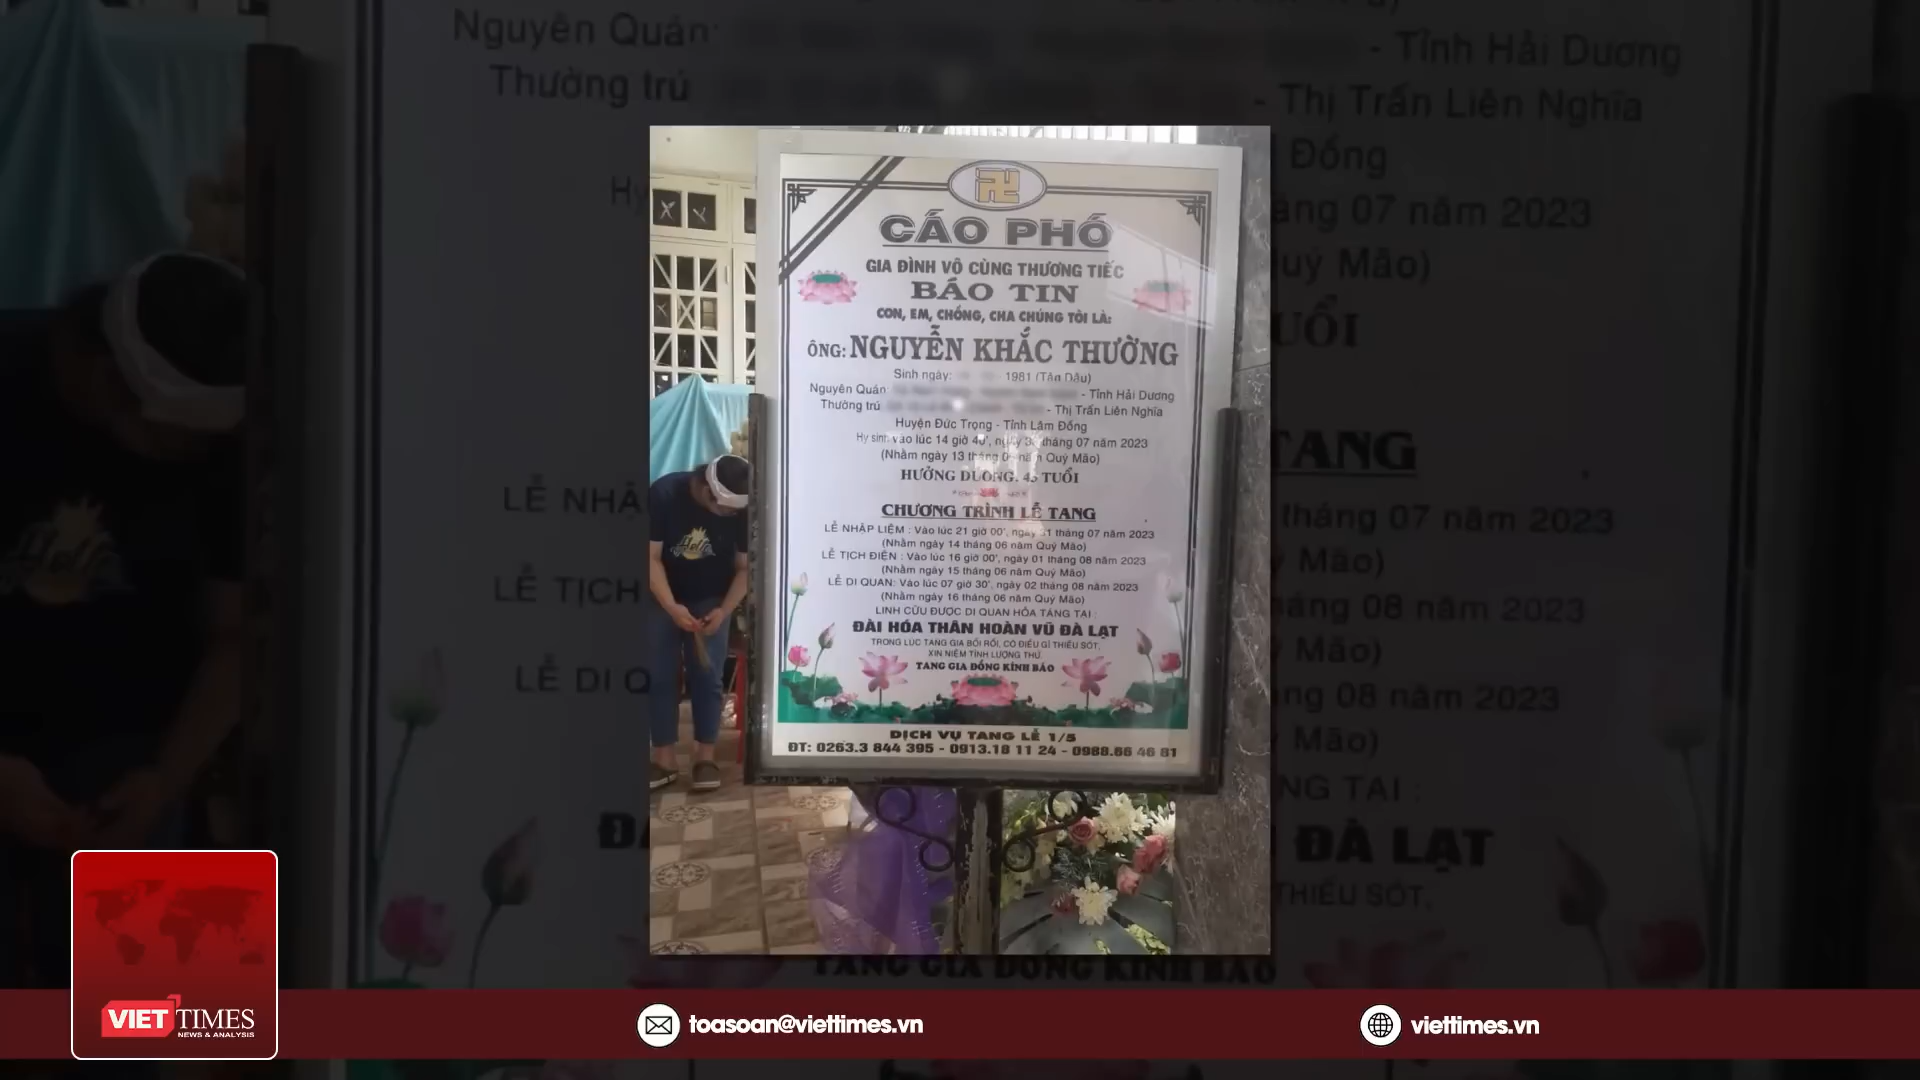 CÁO PHÓ
GIA ĐÌNH VÔ CÙNG THƯƠNG TIẾC
BÁO TIN
CON, EM, CHỒNG, CHA CHÚNG TÔI LÀ:
ÔNG: NGUYỄN KHẮC THƯỜNG
Sinh ngày: 1981 (Tân Dậu)
Nguyên Quán: - Tỉnh Hải Dương
Thường trú - Thị Trấn Liên Nghĩa
Huyện Đức Trọng - Tỉnh Lâm Đồng
Hy sinh vào lúc 14 giờ 40', ngày tháng 07 năm 2023
(Nhằm ngày 13 tháng năm Quý Mão)
HƯỞNG DƯƠNG: TUỔI
CHƯƠNG TRÌNH LỄ TANG
LỄ NHẬP LIỆM : Vào lúc 21 giờ 00', ngày 31 tháng 07 năm 2023
(Nhằm ngày 14 tháng 06 năm Quý Mão)
LỄ TỊCH ĐIỆN : Vào lúc 16 giờ 00', ngày 01 tháng 08 năm 2023
(Nhằm ngày 15 tháng 06 năm Quý Mão)
LỄ DI QUAN: Vào lúc 07 giờ 30', ngày 02 tháng 08 năm 2023
(Nhằm ngày 16 tháng 06 năm Quý Mão)
LINH CỮU ĐƯỢC DI QUAN HỎA TÁNG TẠI :
ĐÀI HÓA THÂN HOÀN VŨ ĐÀ LẠT
TRONG LÚC TANG GIA BỐI RỐI, CÓ ĐIỀU GÌ THIẾU SÓT,
XIN NIỆM TÌNH LƯỢNG THỨ.
TANG GIA ĐỒNG KÍNH BÁO
DỊCH VỤ TANG LỄ 1/5
ĐT: 0263.3 844 395 - 0913.18 11 24 - 0988.66 46 81
Nguyên Quán: - Tỉnh Hải Dương
Thường trú - Thị Trấn Liên Nghĩa
Đồng
Hy áng 07 năm 2023
uý Mão)
TUỔI
TANG
LỄ NHẬ tháng 07 năm 2023
Mão)
LỄ TỊCH áng 08 năm 2023
Mão)
LỄ DI Q ng 08 năm 2023
Mão)
NG TẠI :
ĐÀ LẠT
THIẾU SÓT,
TANG GIA ĐỒNG KÍNH BÁO
VIETTIMES
NEWS & ANALYSIS
toasoan@viettimes.vn
viettimes.vn